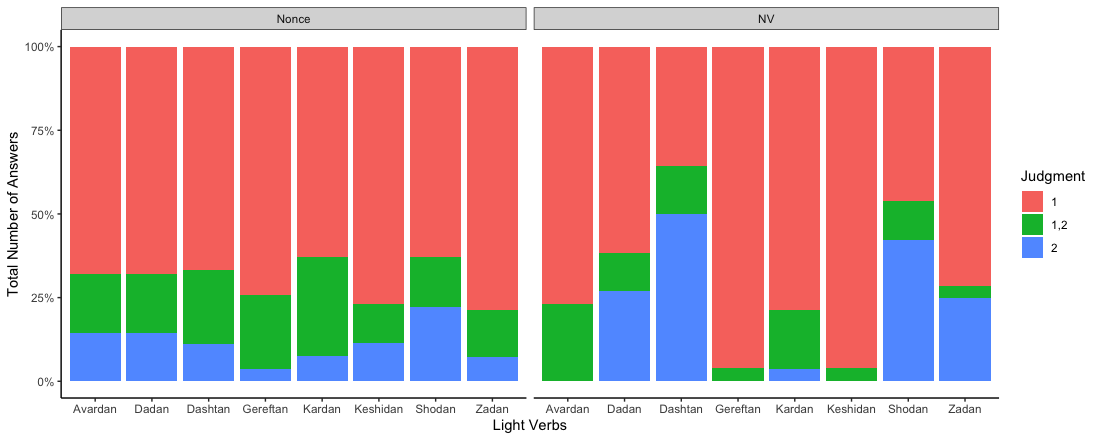 Nonce
NV
Total Number of Answers
100%
75%
50%
25%
0%
Avardan Dadan Dashtan Gereftan Kardan Keshidan Shodan Zadan
Avardan Dadan Dashtan Gereftan Kardan Keshidan Shodan Zadan
Light Verbs
Judgment
1
1,2
2